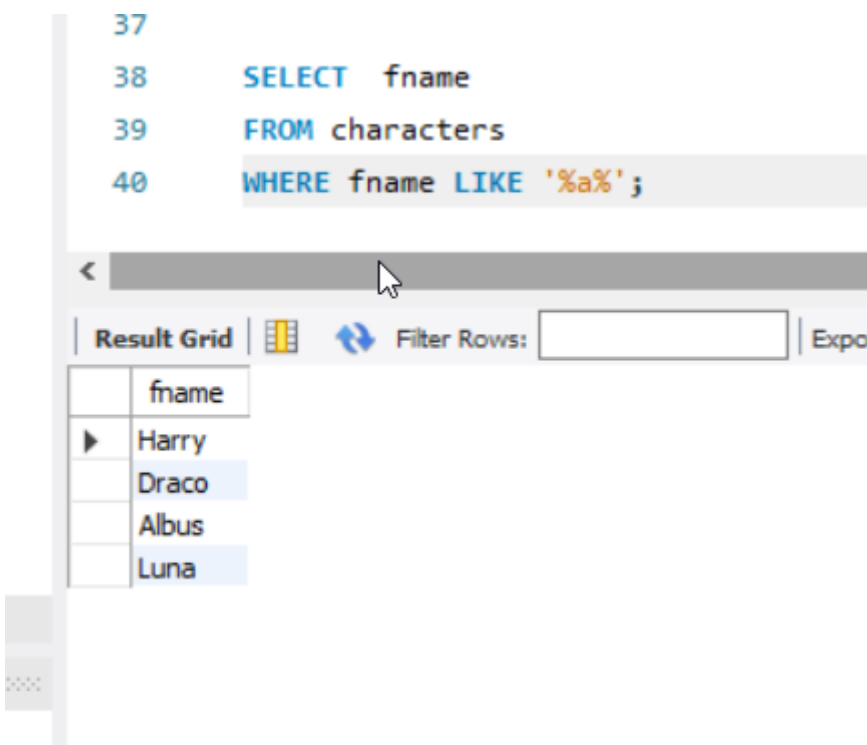 37
38 SELECT  fname
39 FROM characters
40 WHERE fname LIKE '%a%';
Result Grid Filter Rows: Expo
fname
Harry
Draco
Albus
Luna